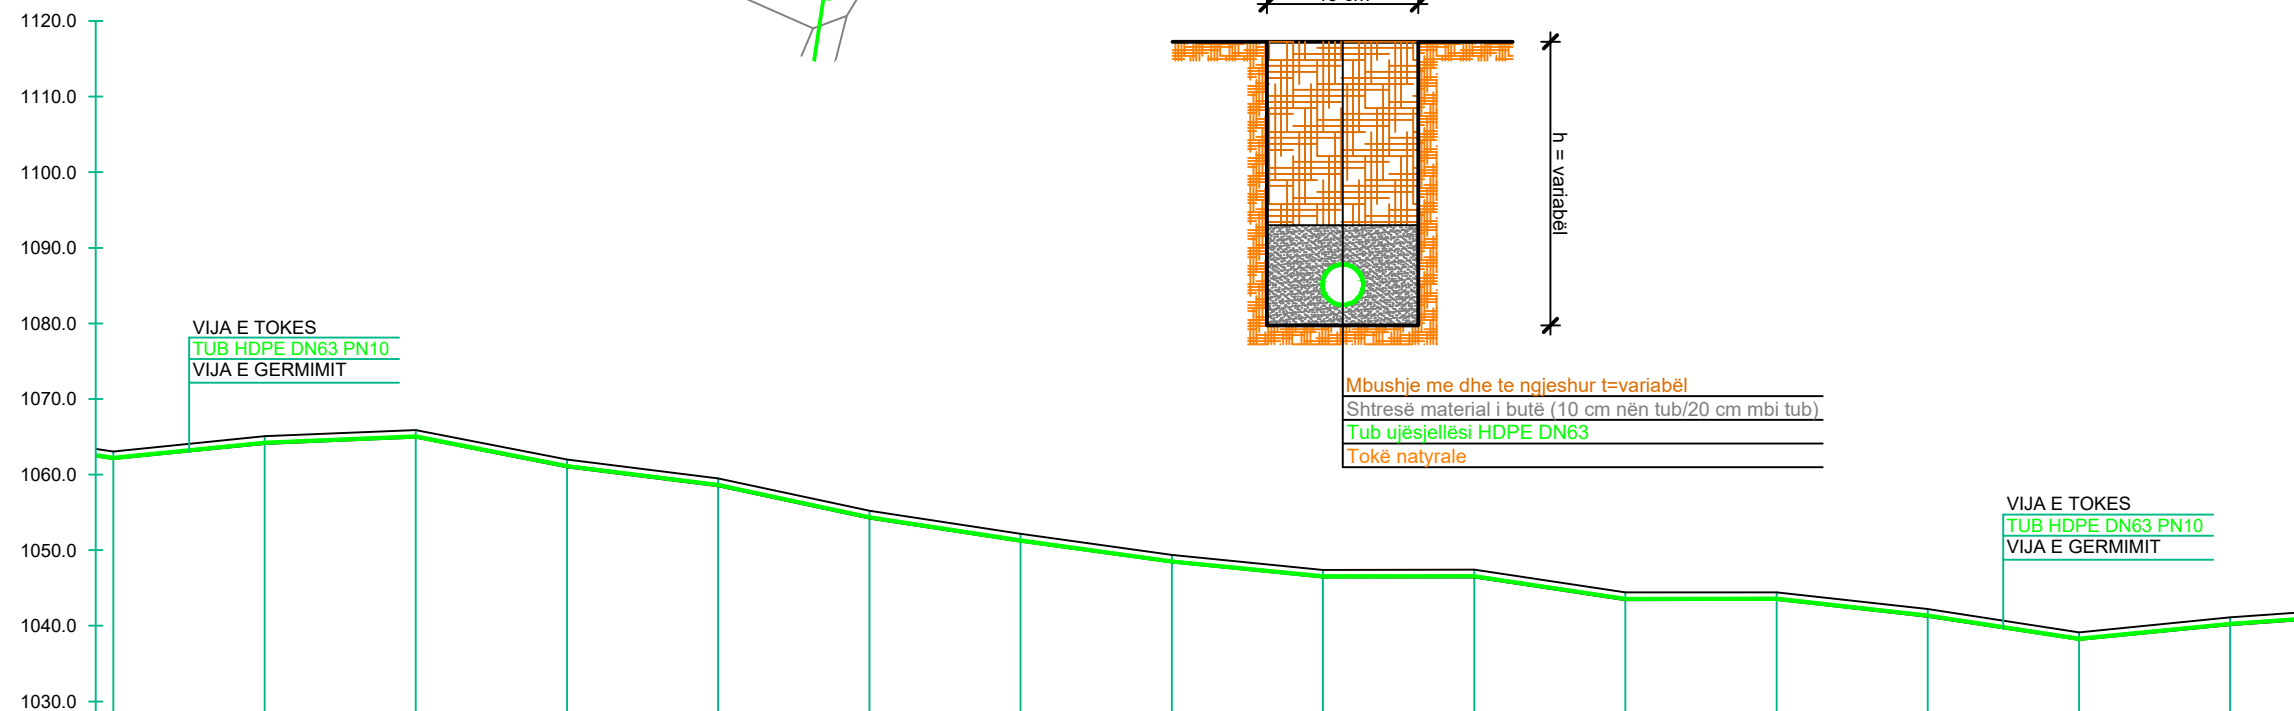 1120.0
1110.0
1100.0
1090.0
1080.0
1070.0
1060.0
1050.0
1040.0
1030.0
VIJA E TOKES
TUB HDPE DN63 PN10
VIJA E GERMIMIT
h = variabël
Mbushje me dhe te ngjeshur t=variabël
Shtresë material i butë (10 cm nën tub/20 cm mbi tub)
Tub ujësjellësi HDPE DN63
Tokë natyrale
VIJA E TOKES
TUB HDPE DN63 PN10
VIJA E GERMIMIT